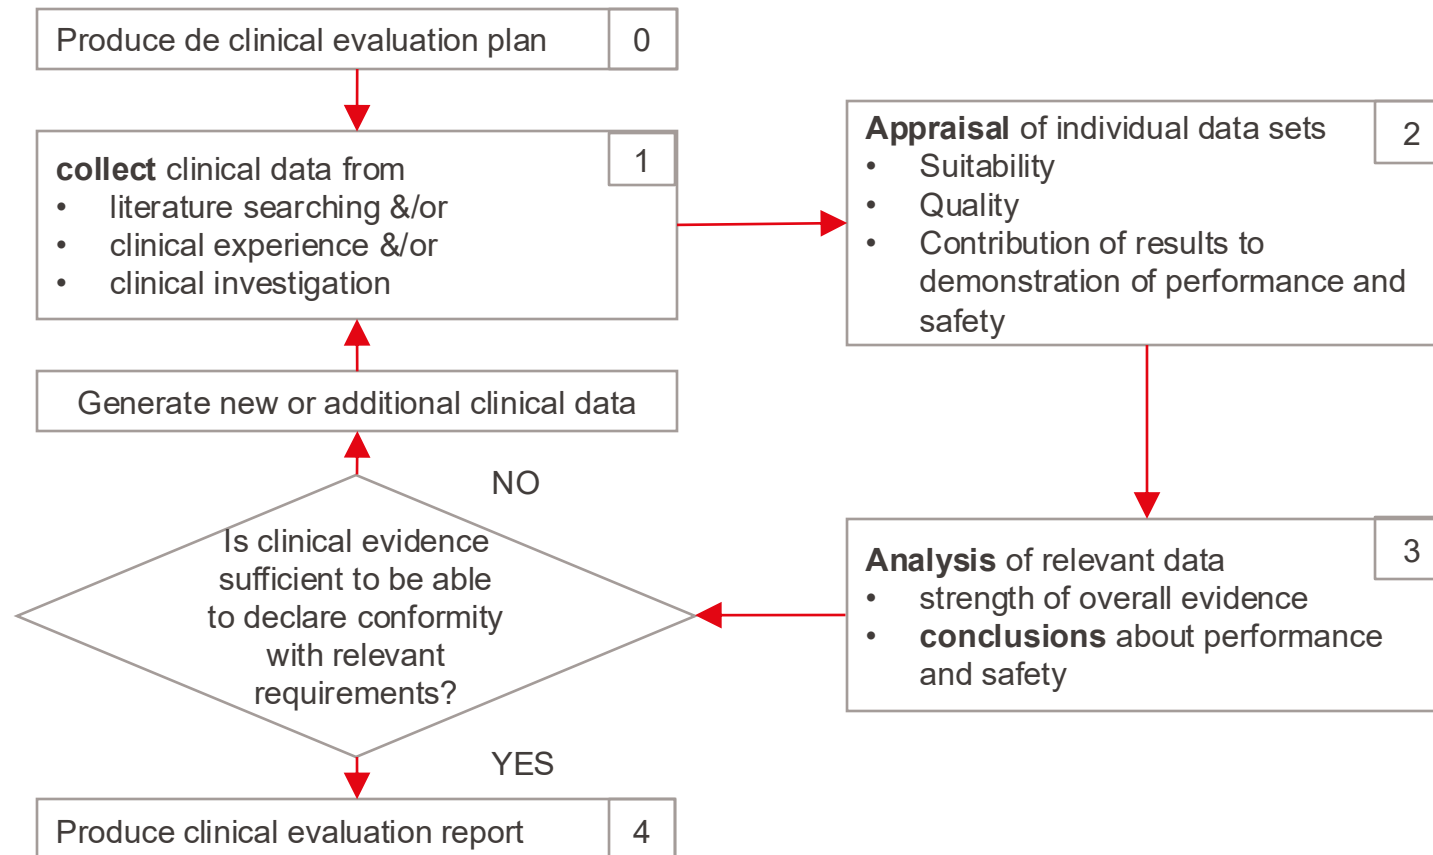 Produce de clinical evaluation plan
0
collect clinical data from
1
• literature searching &/or
• clinical experience &/or
• clinical investigation
Appraisal of individual data sets
2
• Suitability
• Quality
• Contribution of results to
demonstration of performance and
safety
Generate new or additional clinical data
NO
Is clinical evidence
sufficient to be able
to declare conformity
with relevant
requirements?
Analysis of relevant data
3
• strength of overall evidence
• conclusions about performance
and safety
YES
Produce clinical evaluation report
4